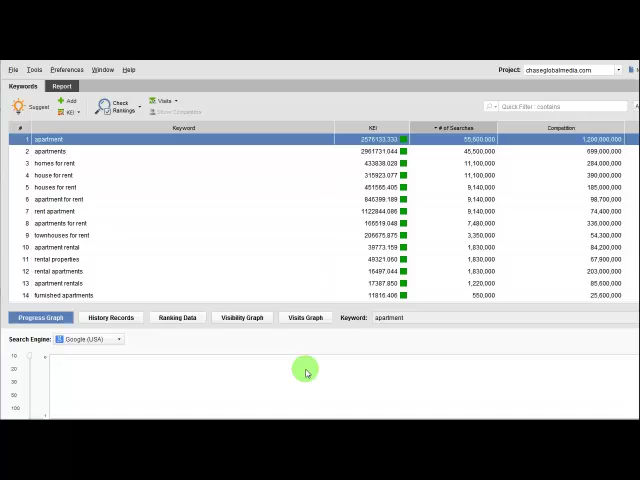 File Tools Preferences Window Help Project: chaseglobalmedia.com
Keywords Report
Suggest Add KEI Check Rankings Visits Show Competitors Quick Filter: contains
# Keyword KEI # of Searches Competition
1 apartment 2576133.333 55,600,000 1,200,000,000
2 apartments 2961731.044 45,500,000 699,000,000
3 homes for rent 433838.028 11,100,000 284,000,000
4 house for rent 315923.077 11,100,000 390,000,000
5 houses for rent 451565.405 9,140,000 185,000,000
6 apartment for rent 846399.189 9,140,000 98,700,000
7 rent apartment 1122844.086 9,140,000 74,400,000
8 apartments for rent 166519.048 7,480,000 336,000,000
9 townhouses for rent 206675.875 3,350,000 54,300,000
10 apartment rental 39773.159 1,830,000 84,200,000
11 rental properties 49321.060 1,830,000 67,900,000
12 rental apartments 16497.044 1,830,000 203,000,000
13 apartment rentals 17387.850 1,220,000 85,600,000
14 furnished apartments 11816.406 550,000 25,600,000
Progress Graph History Records Ranking Data Visibility Graph Visits Graph Keyword: apartment
Search Engine: Google (USA)
10
20
30
50
100